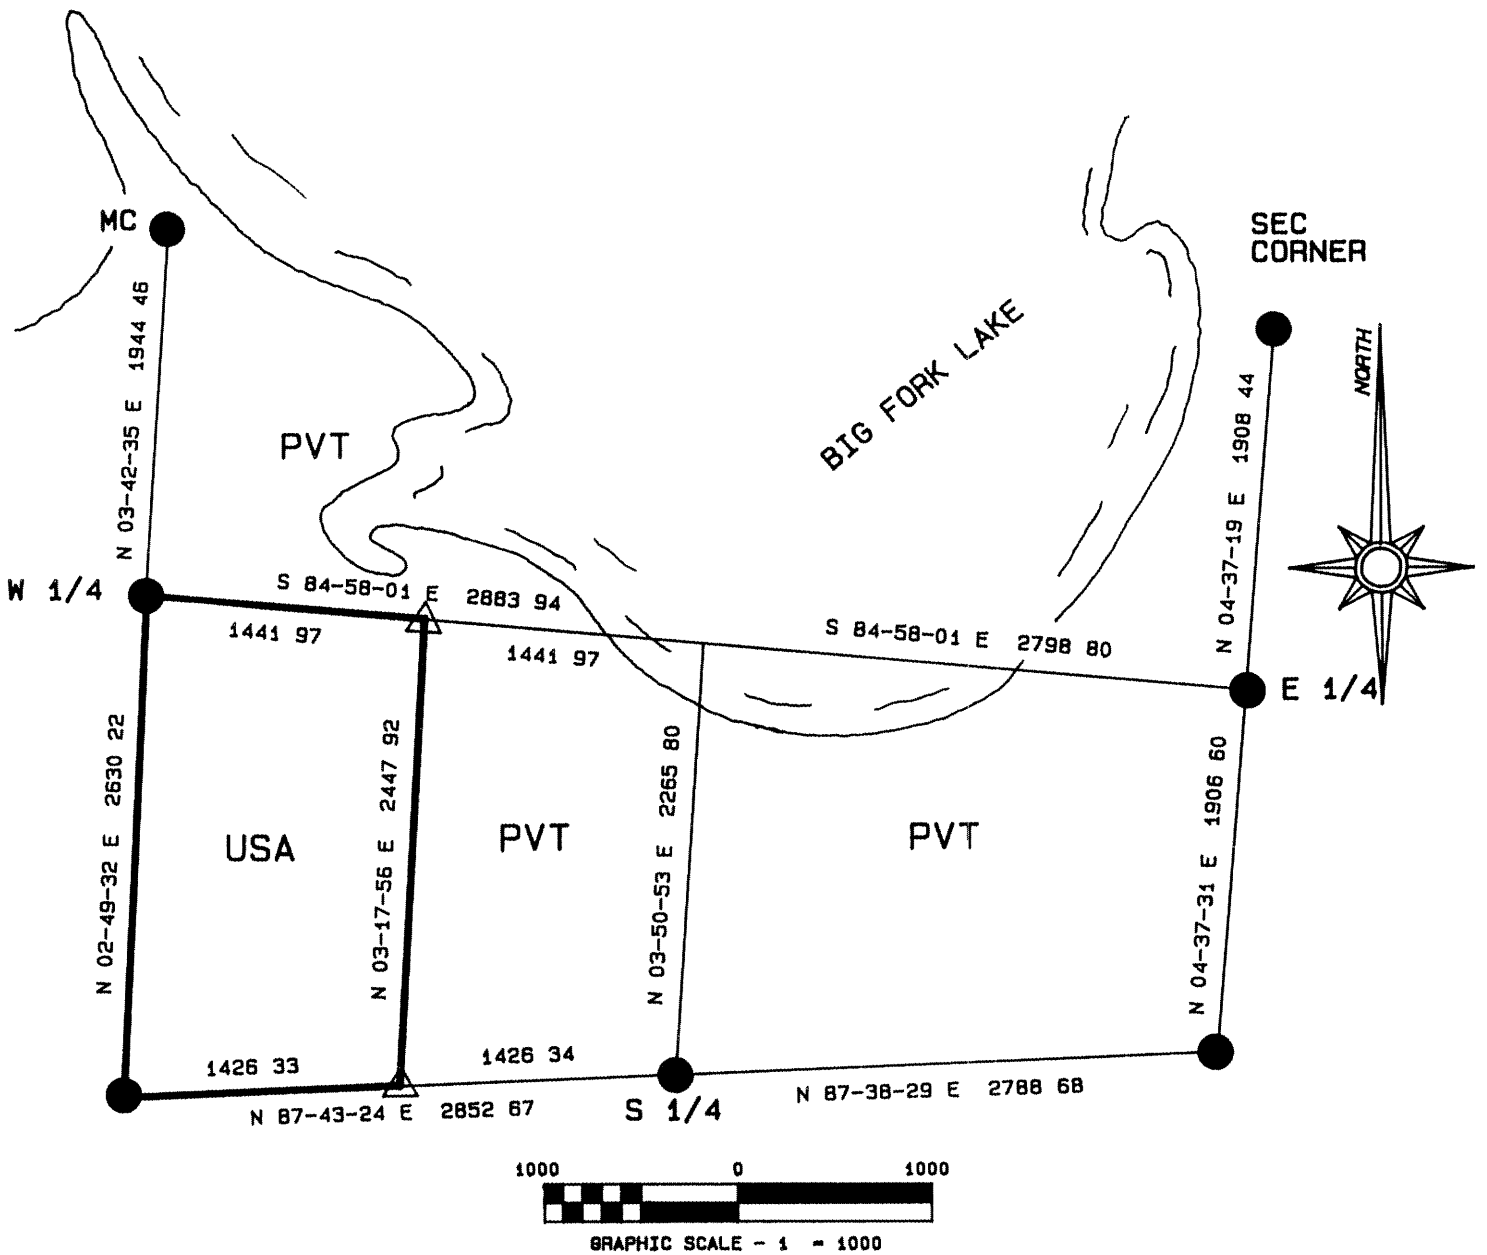 MC
SEC
CORNER
N 03-42-35 E 1944 46
BIG FORK LAKE
NORTH
N 04-37-19 E 1908 44
PVT
W 1/4
S 84-58-01 E 2883 94
1441 97
1441 97
S 84-58-01 E 2798 80
E 1/4
N 02-49-32 E 2630 22
N 03-17-56 E 2447 92
N 03-50-53 E 2265 80
N 04-37-31 E 1906 60
USA
PVT
PVT
1426 33
1426 34
N 87-43-24 E 2852 67
S 1/4
N 87-38-29 E 2788 68
1000 0 1000
GRAPHIC SCALE - 1 = 1000